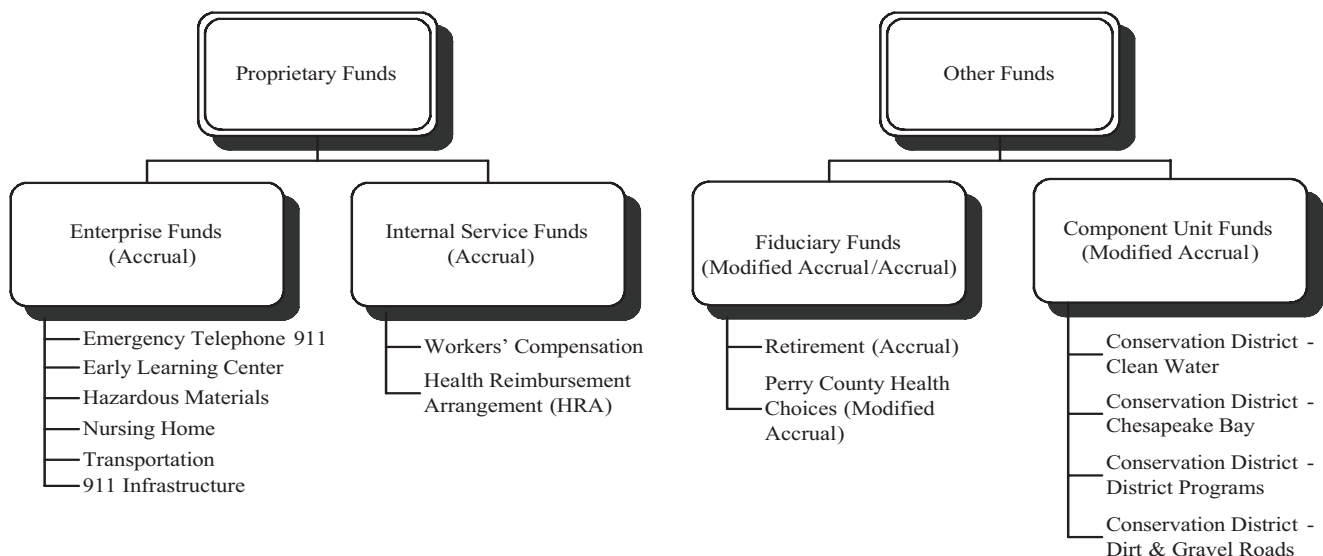 Proprietary Funds
Enterprise Funds
(Accrual)
Emergency Telephone 911
Early Learning Center
Hazardous Materials
Nursing Home
Transportation
911 Infrastructure
Internal Service Funds
(Accrual)
Workers’ Compensation
Health Reimbursement
Arrangement (HRA)
Other Funds
Fiduciary Funds
(Modified Accrual/Accrual)
Retirement (Accrual)
Perry County Health
Choices (Modified
Accrual)
Component Unit Funds
(Modified Accrual)
Conservation District -
Clean Water
Conservation District -
Chesapeake Bay
Conservation District -
District Programs
Conservation District -
Dirt & Gravel Roads